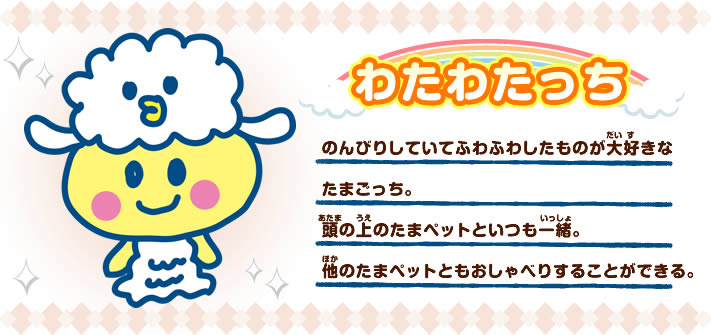 わたわたっち
のんびりしていてふわふわしたものが大好きな
たまごっち。
頭の上のたまペットといつも一緒。
他のたまペットともおしゃべりすることができる。